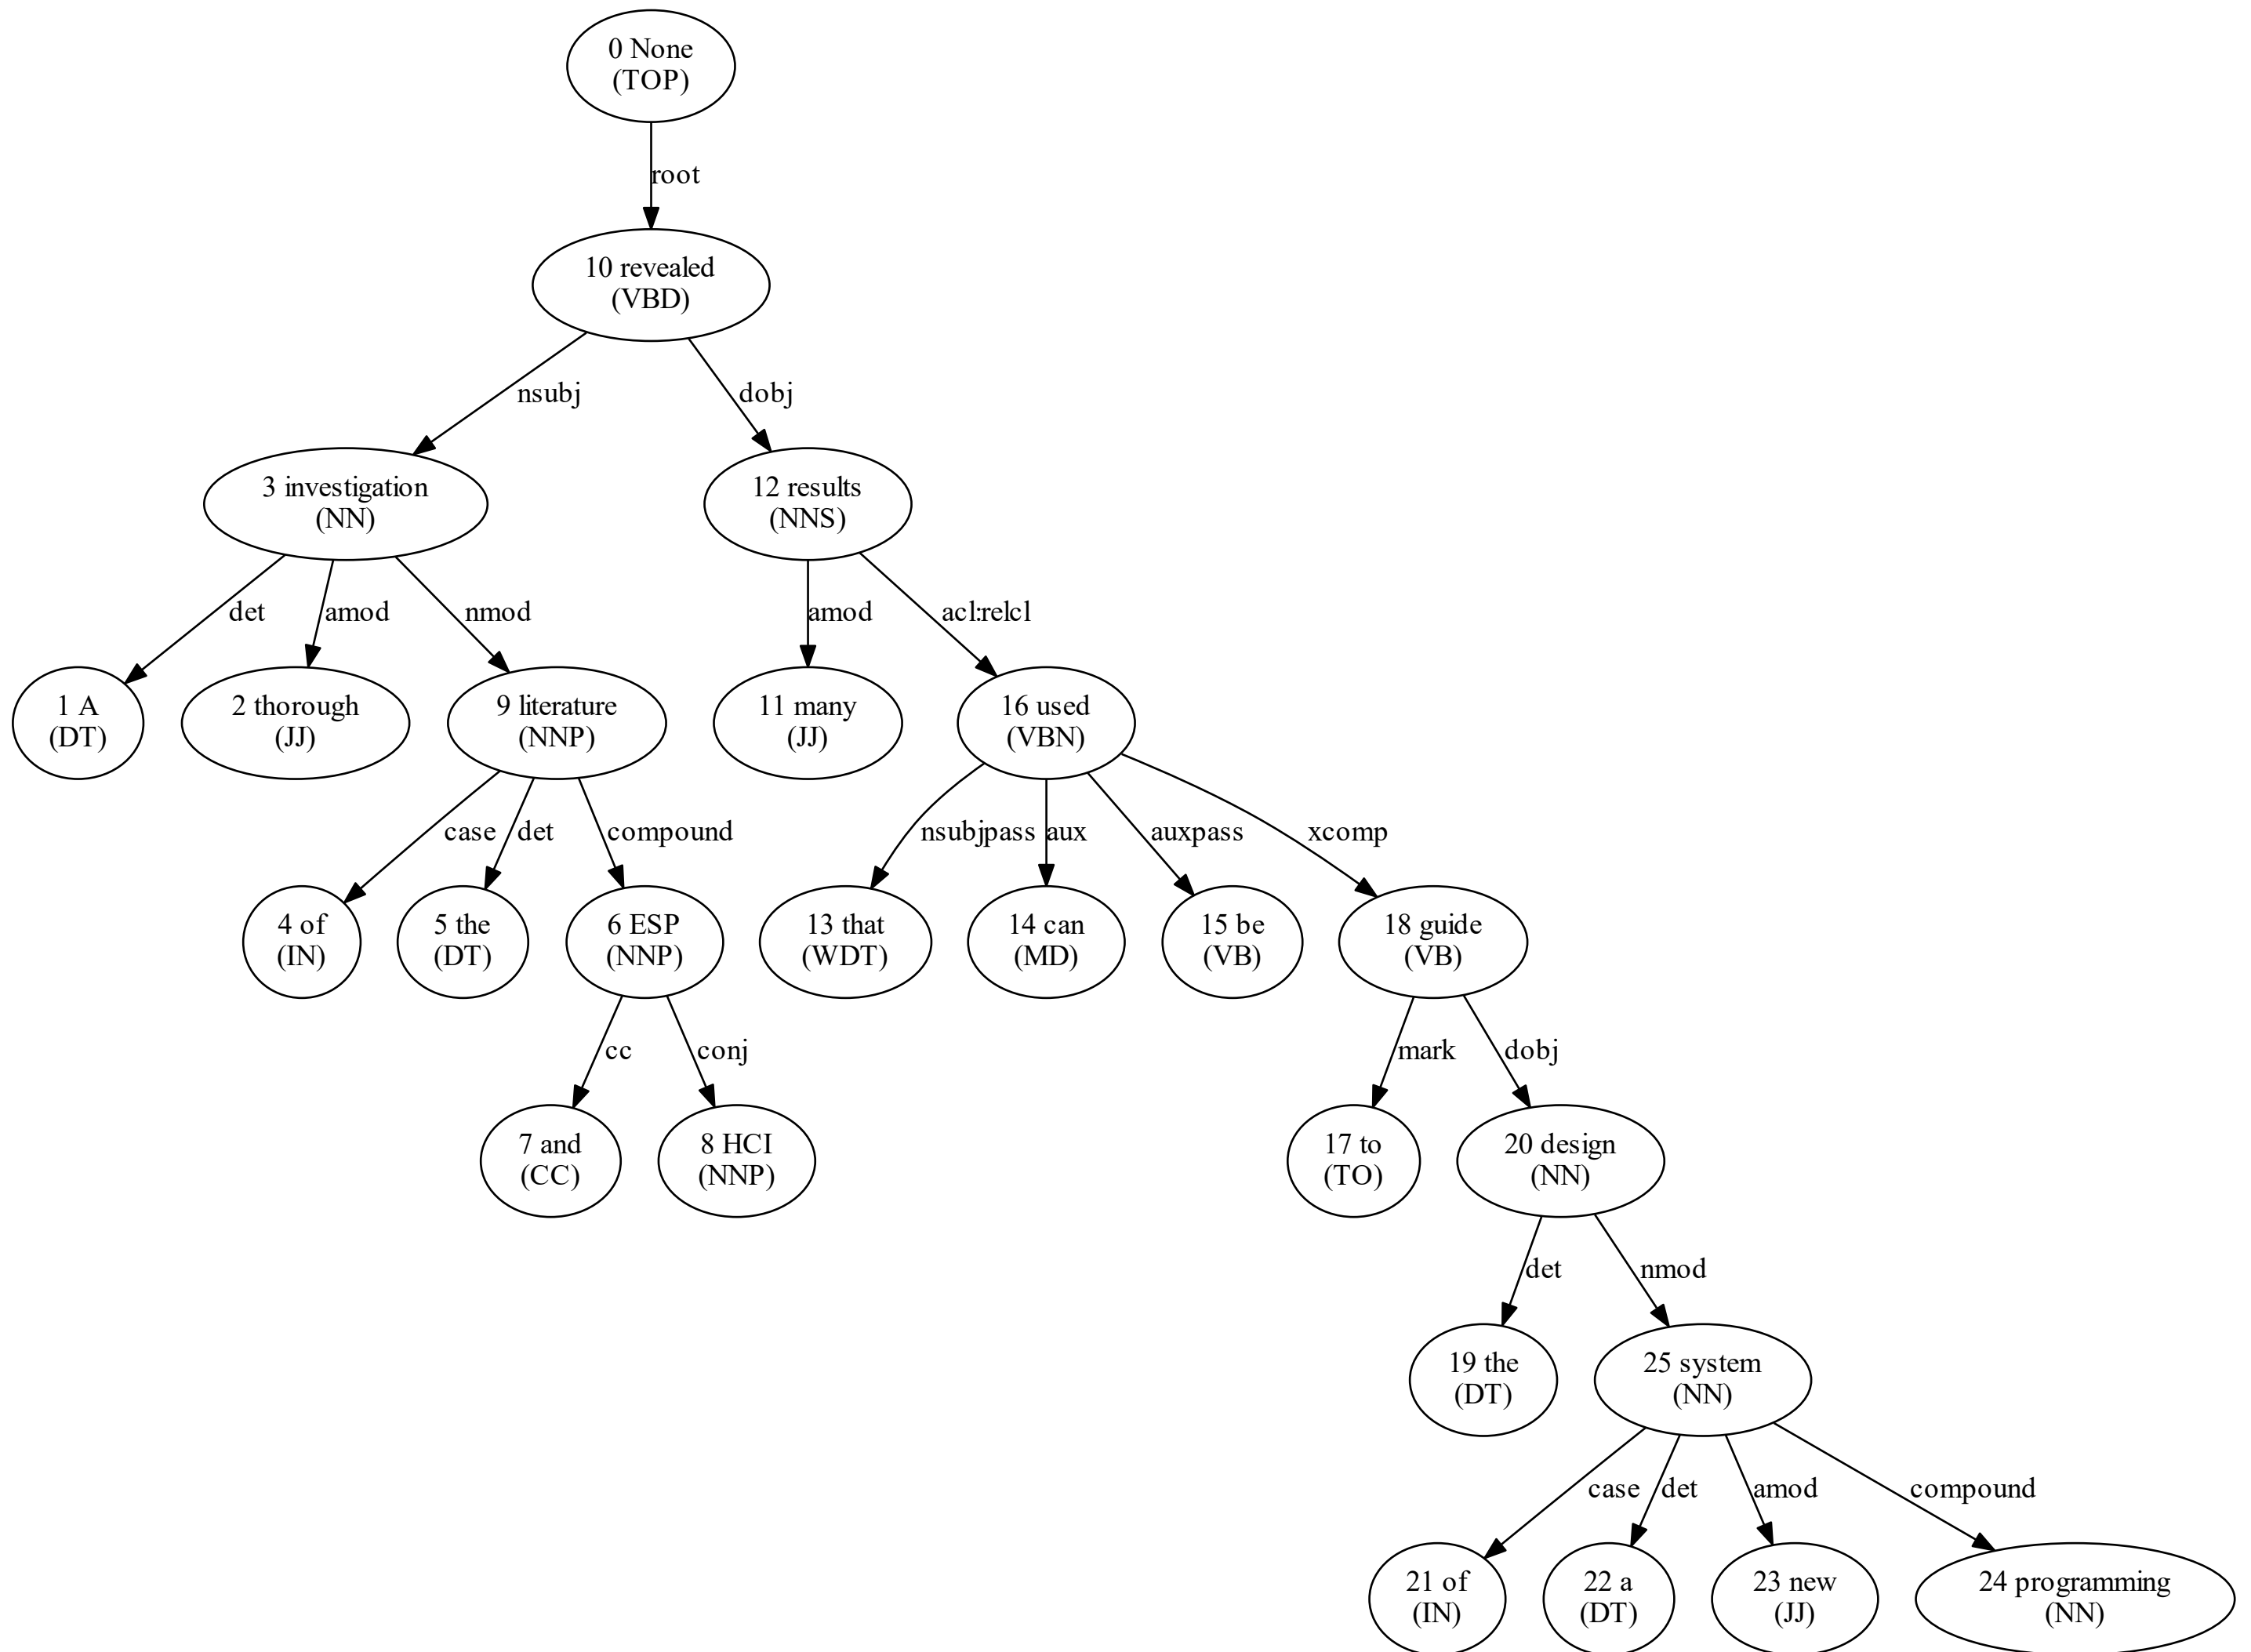 0 None
(TOP)
root
10 revealed
(VBD)
nsubj
dobj
3 investigation
(NN)
12 results
(NNS)
det
amod
nmod
amod
acl:relcl
1 A
(DT)
2 thorough
(JJ)
9 literature
(NNP)
11 many
(JJ)
16 used
(VBN)
case
det
compound
nsubjpass
aux
auxpass
xcomp
4 of
(IN)
5 the
(DT)
6 ESP
(NNP)
13 that
(WDT)
14 can
(MD)
15 be
(VB)
18 guide
(VB)
cc
conj
mark
dobj
7 and
(CC)
8 HCI
(NNP)
17 to
(TO)
20 design
(NN)
det
nmod
19 the
(DT)
25 system
(NN)
case
det
amod
compound
21 of
(IN)
22 a
(DT)
23 new
(JJ)
24 programming
(NN)